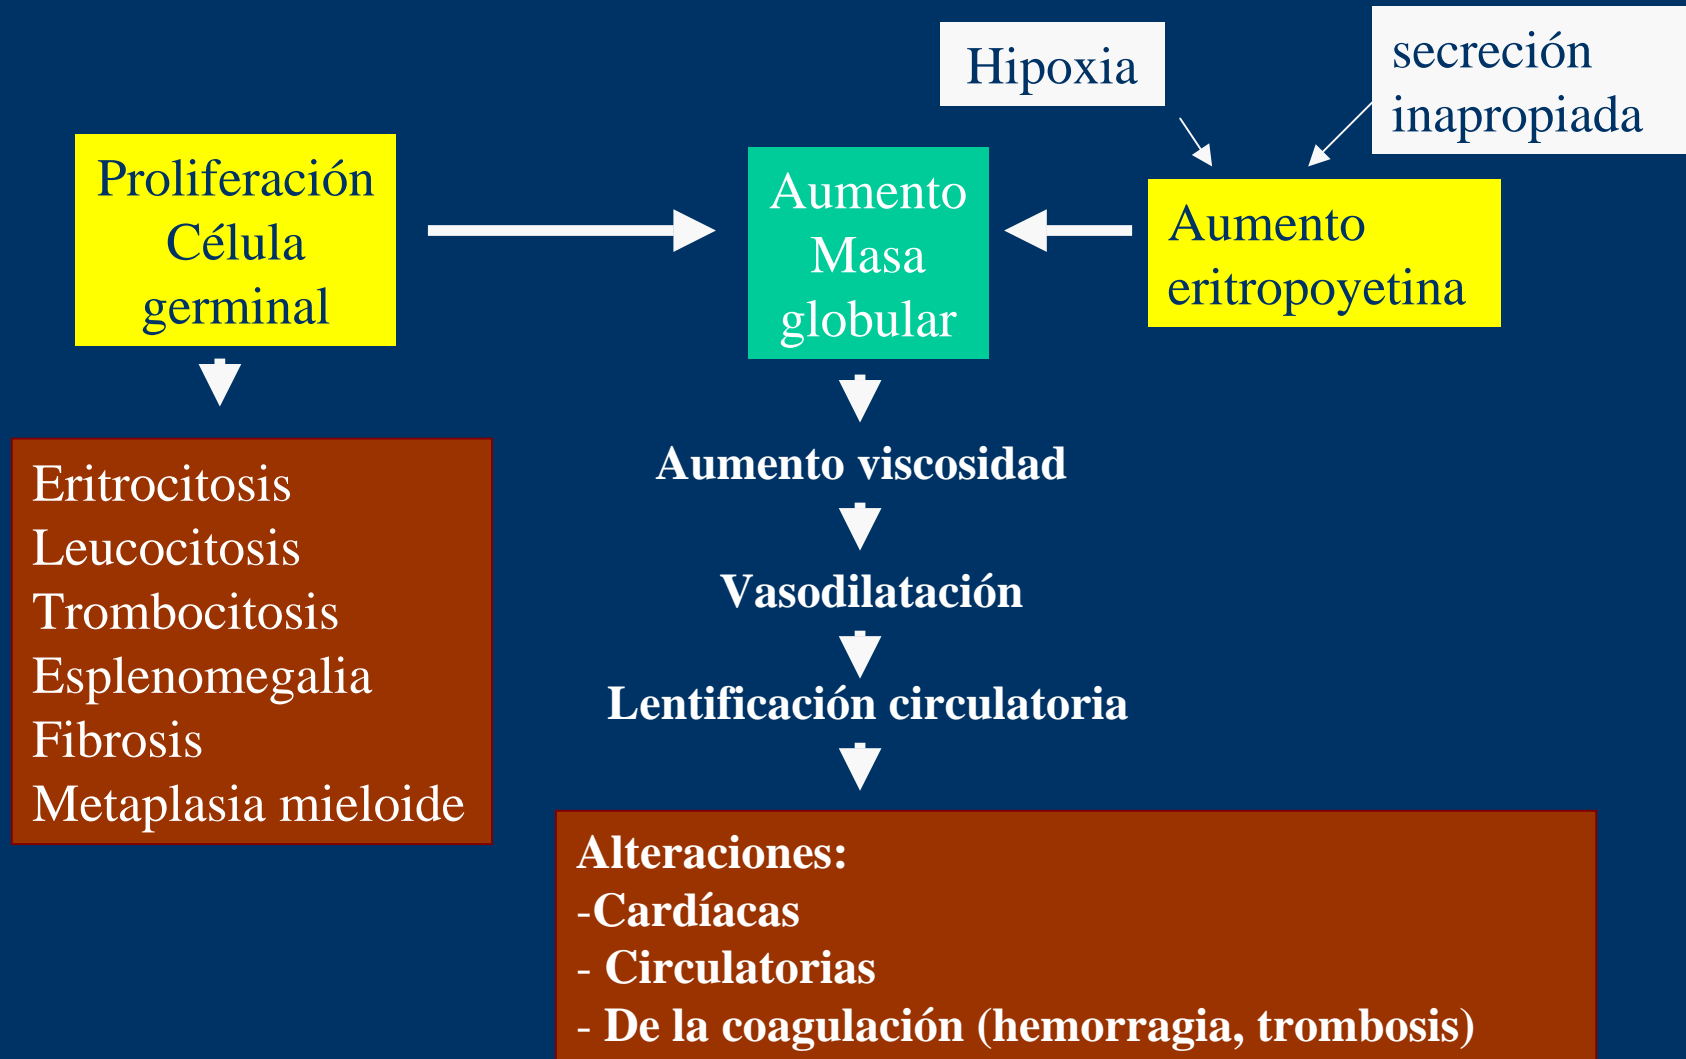 Hipoxia
secreción
inapropiada
Proliferación
Célula
germinal
Aumento
Masa
globular
Aumento
eritropoyetina
Eritrocitosis
Leucocitosis
Trombocitosis
Esplenomegalia
Fibrosis
Metaplasia mieloide
Aumento viscosidad
Vasodilatación
Lentificación circulatoria
Alteraciones:
-Cardíacas
- Circulatorias
- De la coagulación (hemorragia, trombosis)